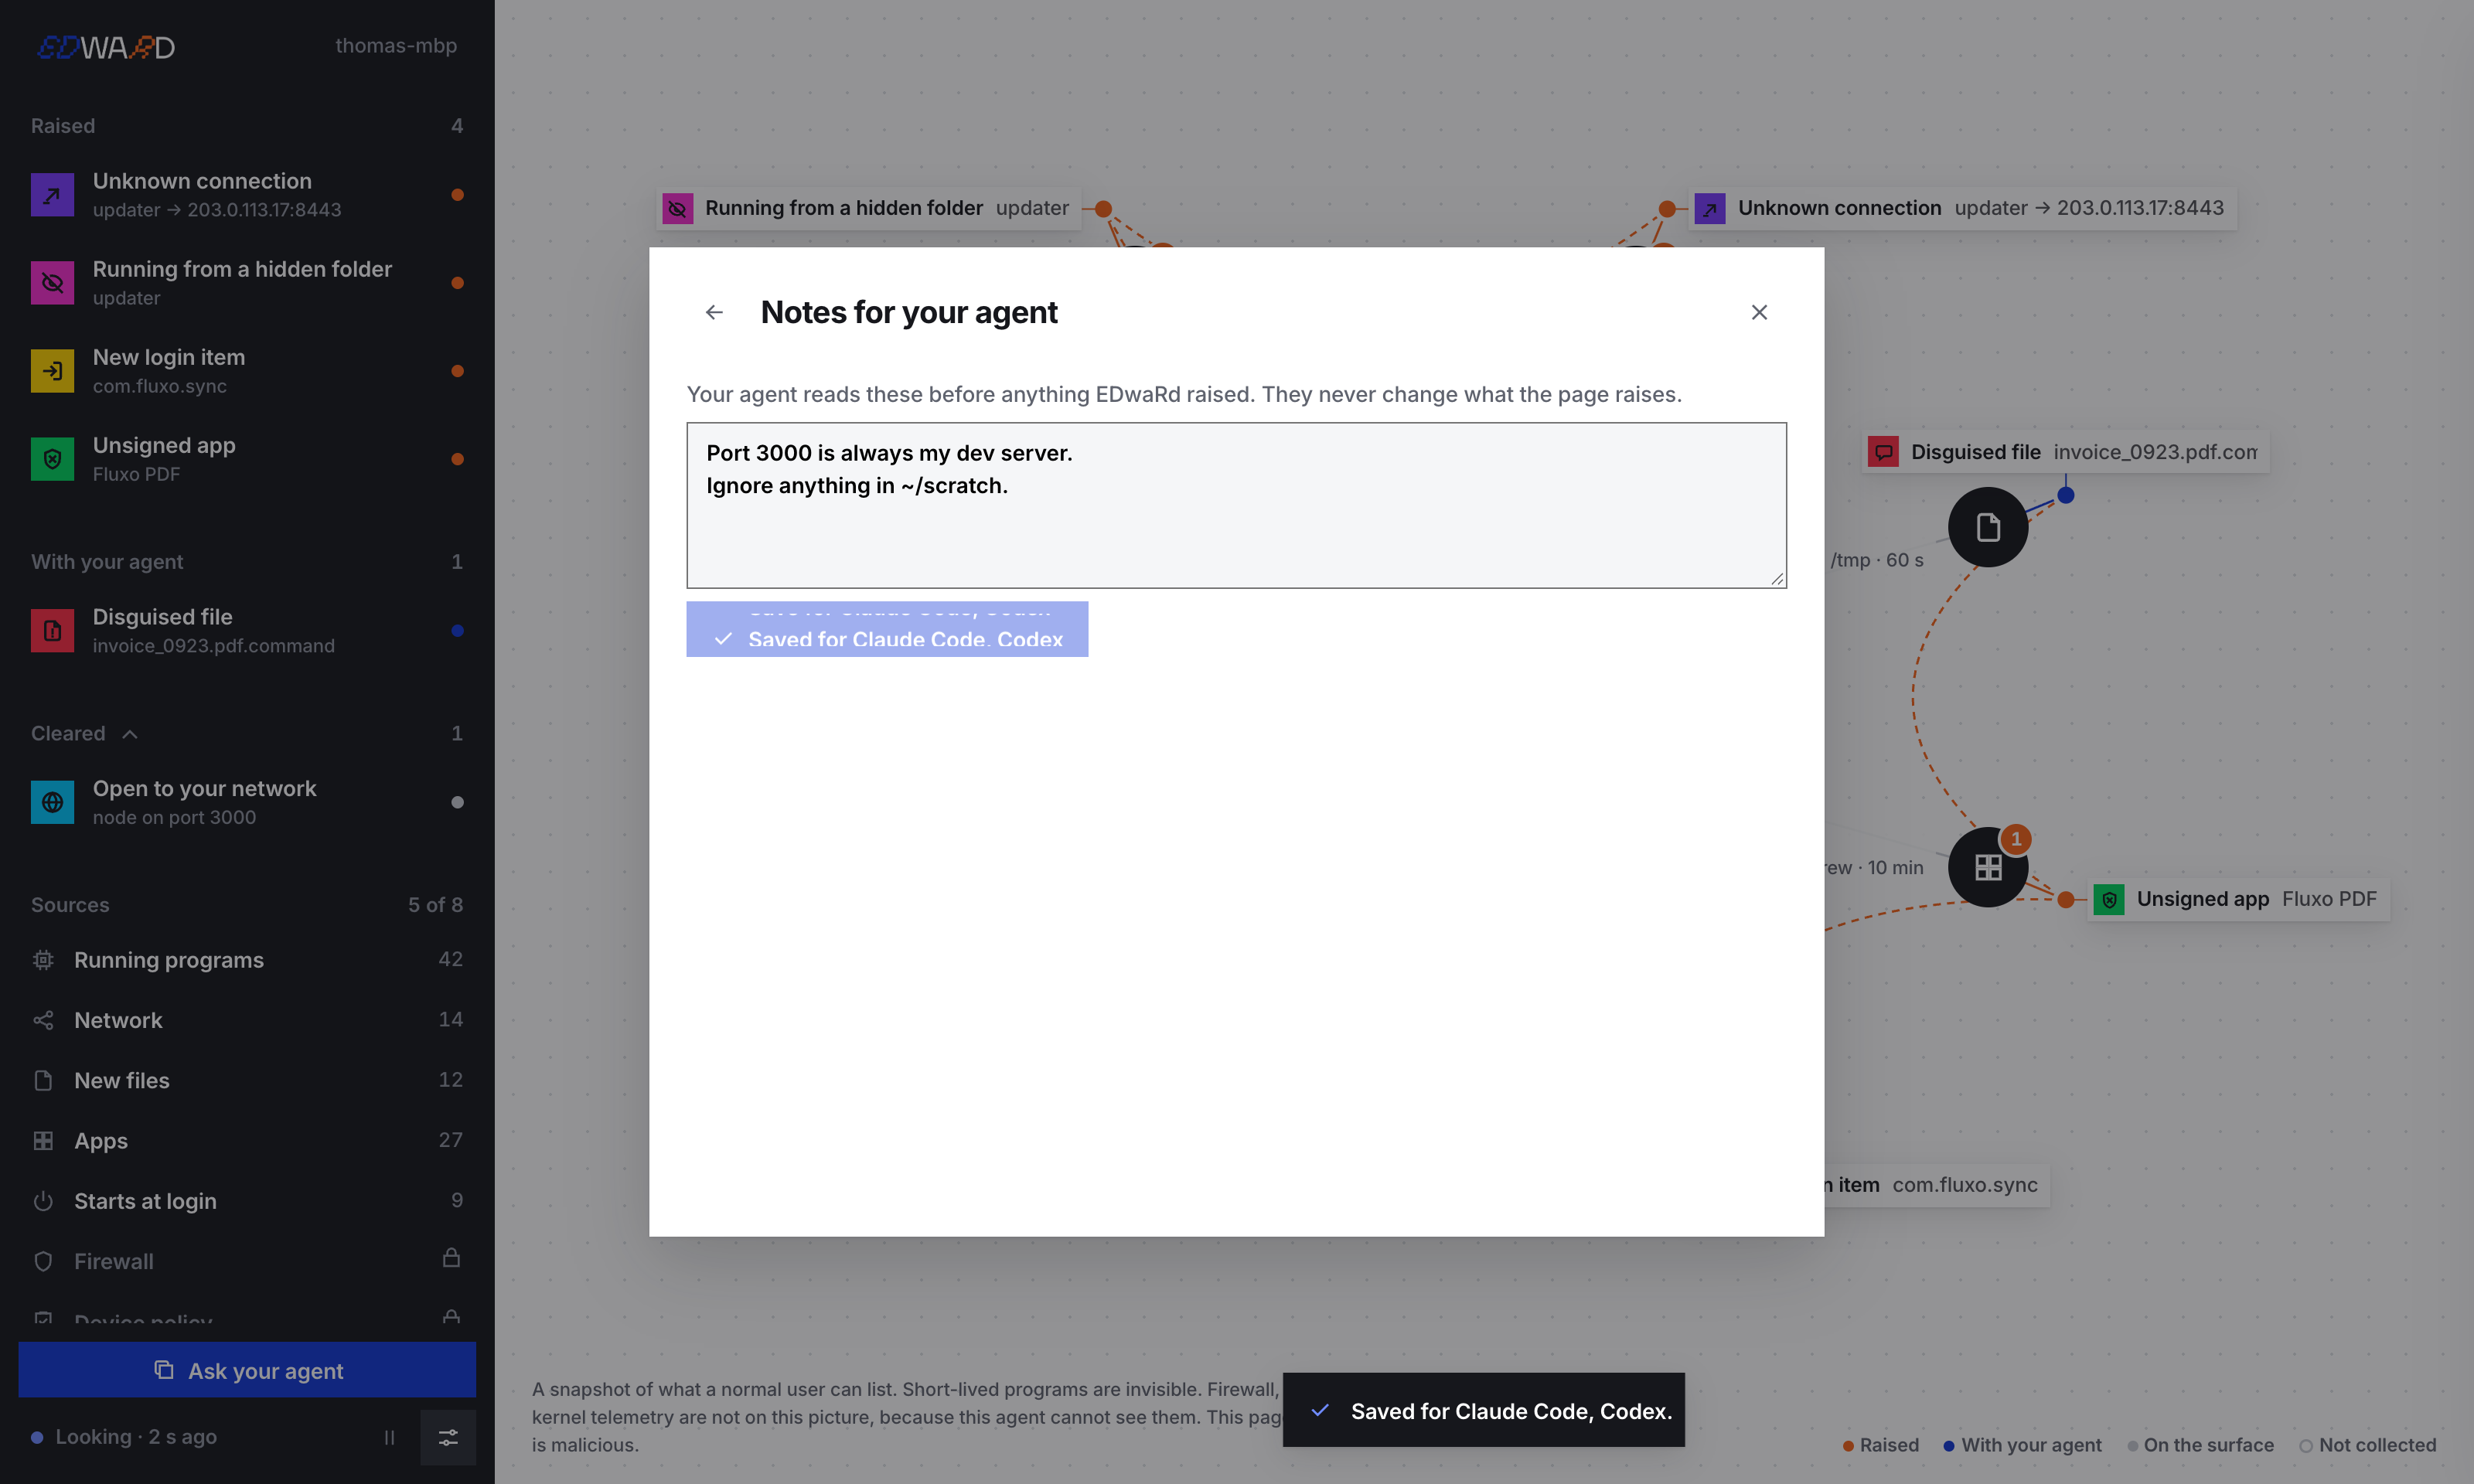 EDWARD
thomas-mbp
Raised 4
Unknown connection
updater → 203.0.113.17:8443
Running from a hidden folder
updater
New login item
com.fluxo.sync
Unsigned app
Fluxo PDF
With your agent 1
Disguised file
invoice_0923.pdf.command
Cleared 1
Open to your network
node on port 3000
Sources 5 of 8
Running programs 42
Network 14
New files 12
Apps 27
Starts at login 9
Firewall
Device policy
Ask your agent
Looking · 2 s ago
Running from a hidden folder updater
Unknown connection updater → 203.0.113.17:8443
Notes for your agent
Your agent reads these before anything EDwaRd raised. They never change what the page raises.
Port 3000 is always my dev server.
Ignore anything in ~/scratch.
Save for Claude Code, Codex
Saved for Claude Code, Codex
Disguised file invoice_0923.pdf.com
/tmp · 60 s
1
10 min
Unsigned app Fluxo PDF
item com.fluxo.sync
A snapshot of what a normal user can list. Short-lived programs are invisible. Firewall,
kernel telemetry are not on this picture, because this agent cannot see them. This
is malicious.
Saved for Claude Code, Codex.
Raised
With your agent
On the surface
Not collected